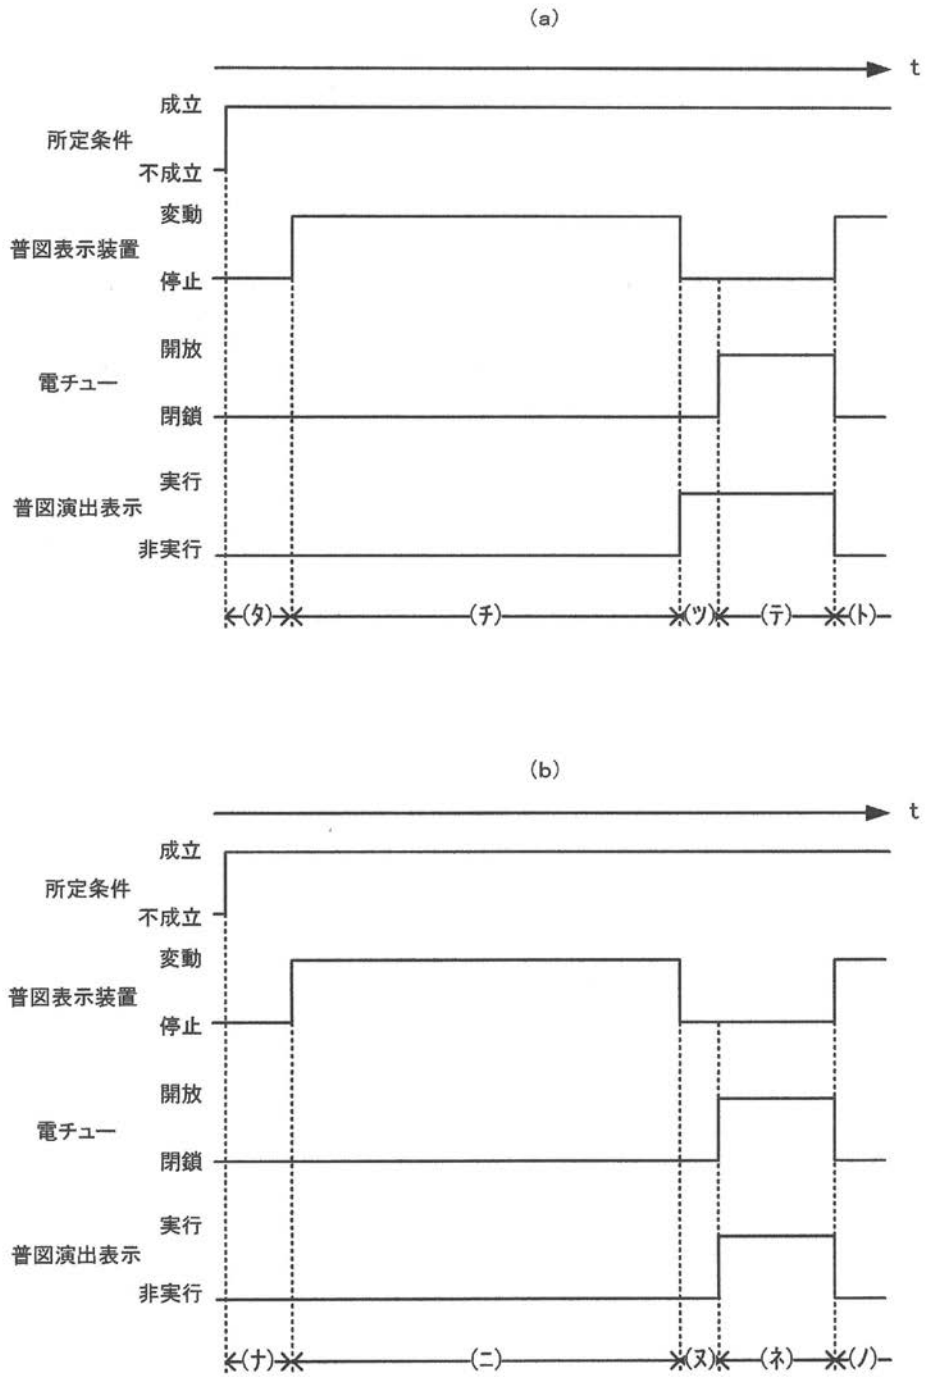 (a)
t
成立
所定条件
不成立
変動
普図表示装置
停止
開放
電チュー
閉鎖
実行
普図演出表示
非実行
(タ) (チ) (ツ) (テ) (ト)
(b)
t
成立
所定条件
不成立
変動
普図表示装置
停止
開放
電チュー
閉鎖
実行
普図演出表示
非実行
(ナ) (ニ) (ヌ) (ネ) (ノ)